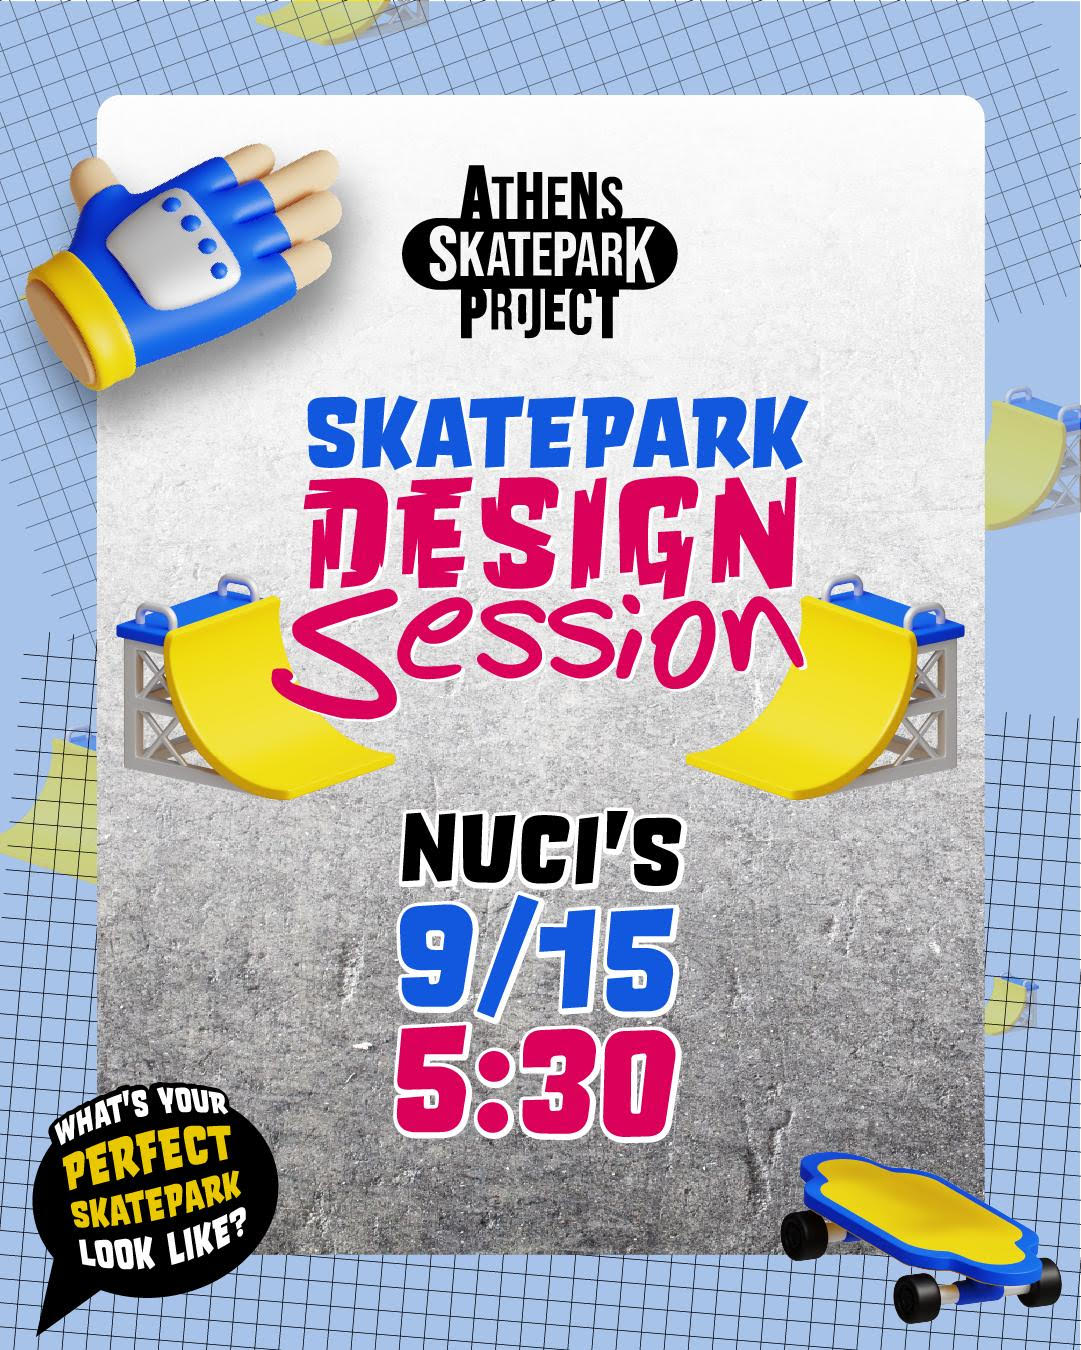 ATHENS
SKATEPARK
PROJECT
SKATEPARK
DESIGN
Session
NUCI'S
9/15
5:30
WHAT'S YOUR
PERFECT
SKATEPARK
LOOK LIKE?